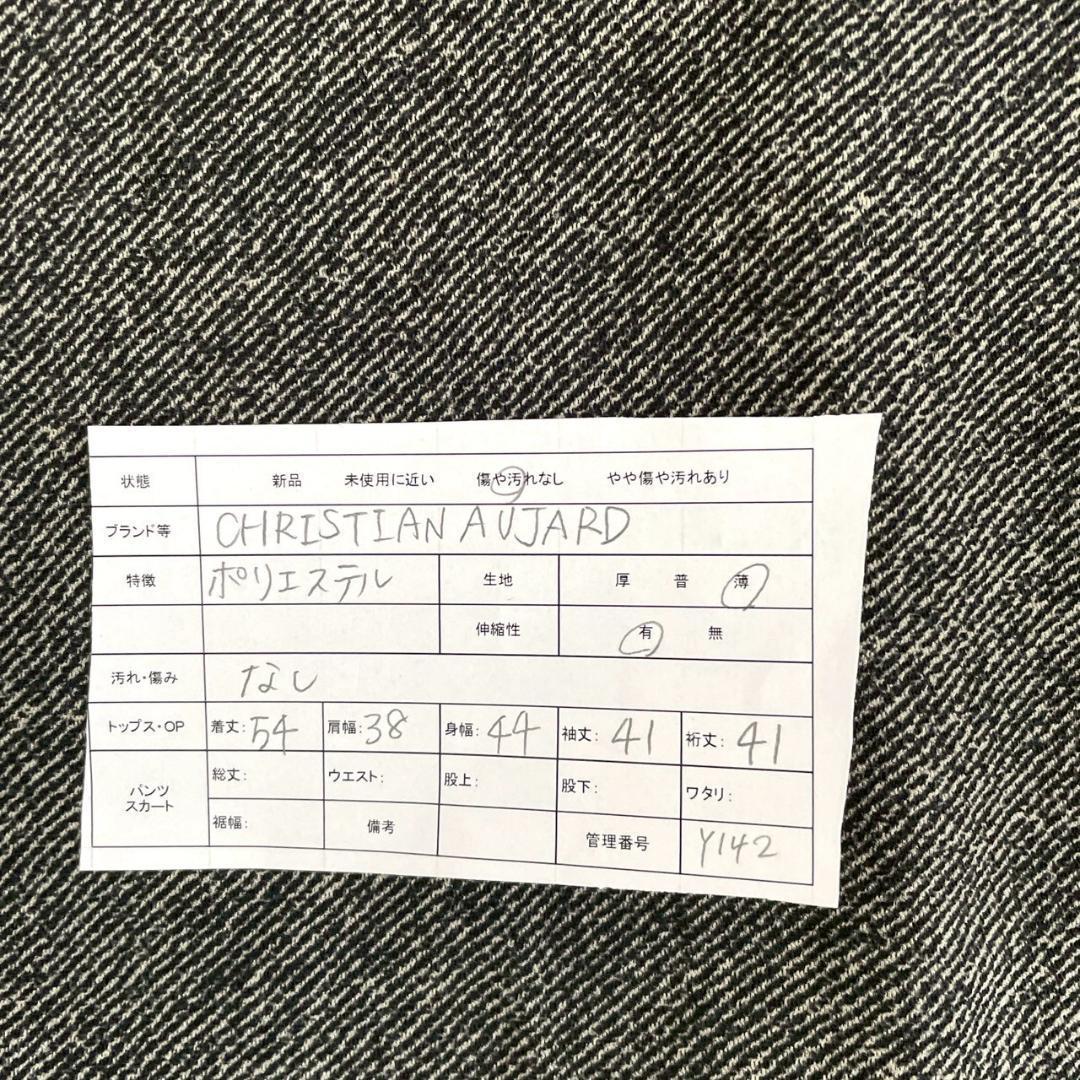 状態 新品 未使用に近い 傷や汚れなし やや傷や汚れあり
ブランド等 CHRISTIAN AUJARD
特徴 ポリエステル 生地 厚 普 薄
伸縮性 有 無
汚れ・傷み なし
トップス・OP 着丈:54 肩幅:38 身幅:44 袖丈:41 裄丈:41
パンツ
スカート
総丈: ウエスト: 股上: 股下: ワタリ:
裾幅: 備考 管理番号 Y142